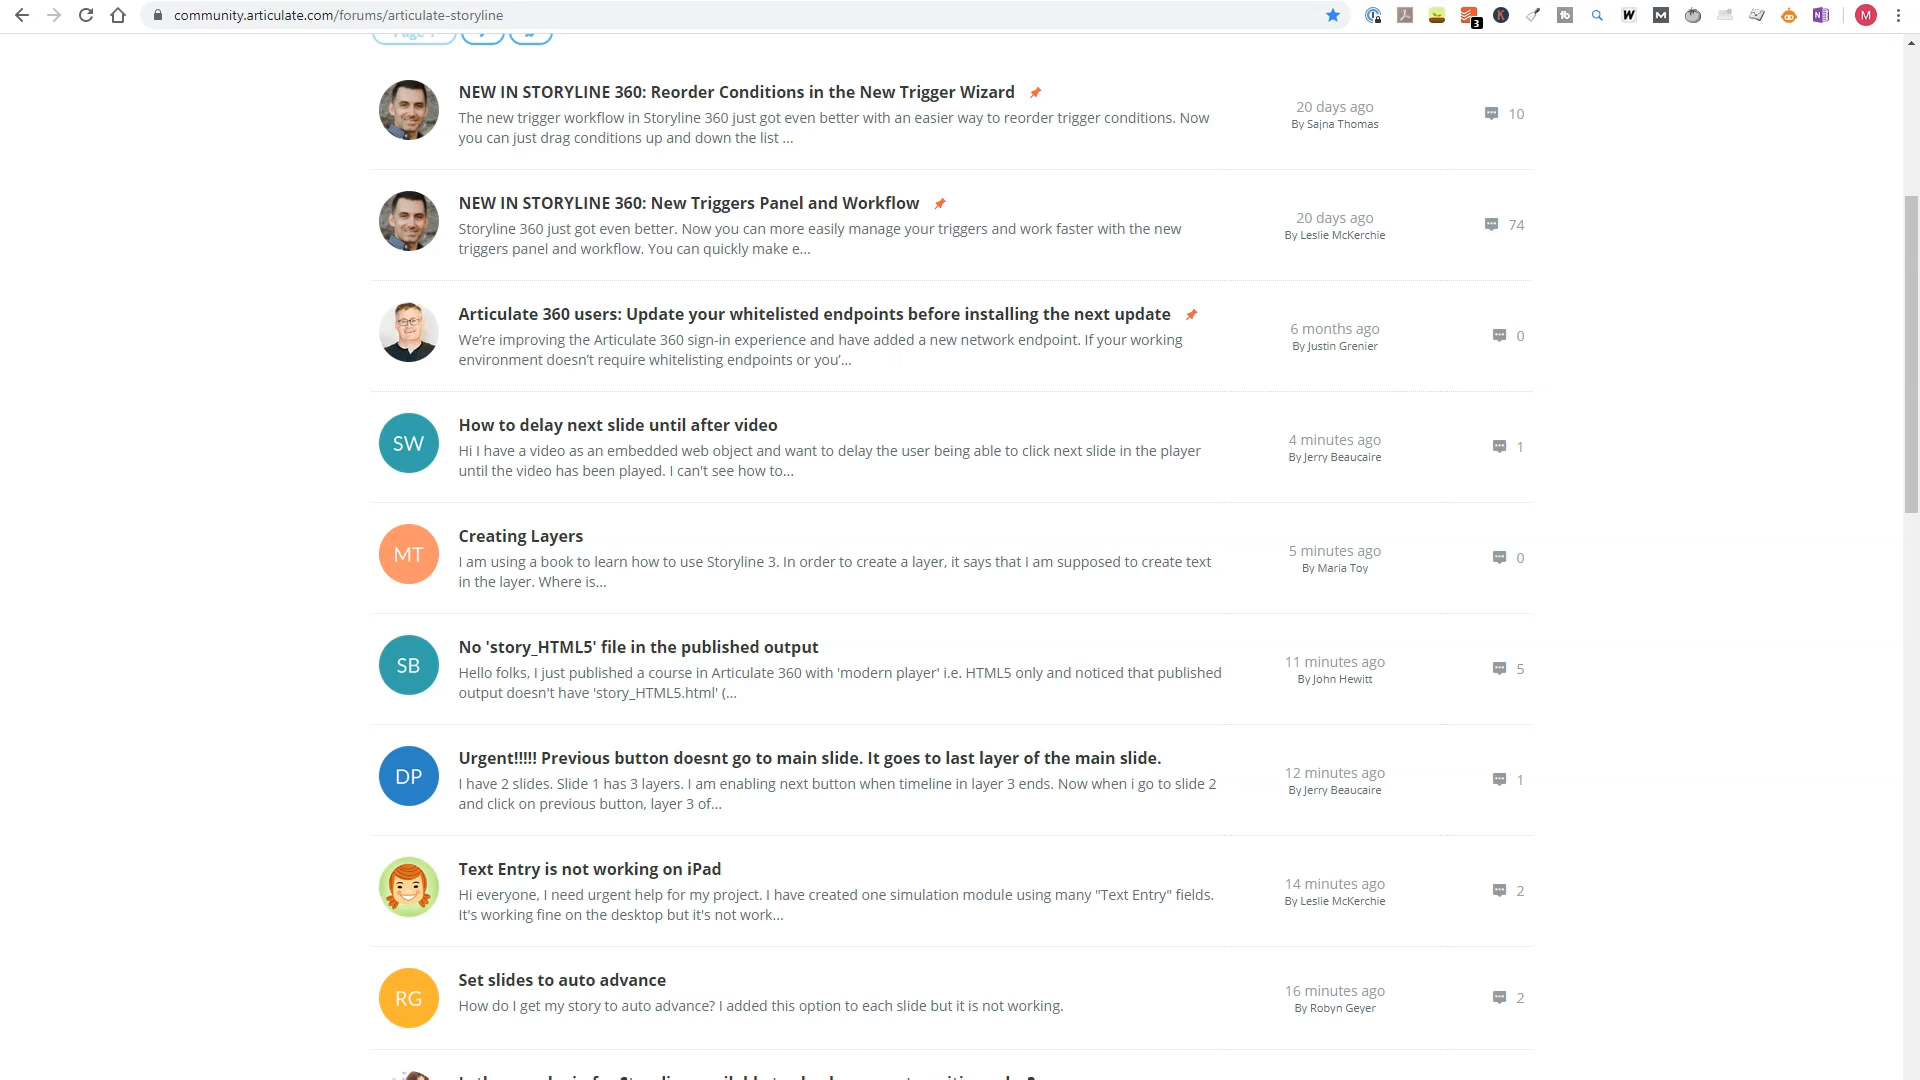 community.articulate.com/forums/articulate-storyline
3
M
NEW IN STORYLINE 360: Reorder Conditions in the New Trigger Wizard
The new trigger workflow in Storyline 360 just got even better with an easier way to reorder trigger conditions. Now
you can just drag conditions up and down the list ...
20 days ago
By Sajna Thomas
10
NEW IN STORYLINE 360: New Triggers Panel and Workflow
Storyline 360 just got even better. Now you can more easily manage your triggers and work faster with the new
triggers panel and workflow. You can quickly make e...
20 days ago
By Leslie McKerchie
74
Articulate 360 users: Update your whitelisted endpoints before installing the next update
We're improving the Articulate 360 sign-in experience and have added a new network endpoint. If your working
environment doesn't require whitelisting endpoints or you'...
6 months ago
By Justin Grenier
0
SW
How to delay next slide until after video
Hi I have a video as an embedded web object and want to delay the user being able to click next slide in the player
until the video has been played. I can't see how to...
4 minutes ago
By Jerry Beaucaire
1
MT
Creating Layers
I am using a book to learn how to use Storyline 3. In order to create a layer, it says that I am supposed to create text
in the layer. Where is...
5 minutes ago
By Maria Toy
0
SB
No 'story_HTML5' file in the published output
Hello folks, I just published a course in Articulate 360 with 'modern player' i.e. HTML5 only and noticed that published
output doesn't have 'story_HTML5.html' (...
11 minutes ago
By John Hewitt
5
DP
Urgent!!!!! Previous button doesnt go to main slide. It goes to last layer of the main slide.
I have 2 slides. Slide 1 has 3 layers. I am enabling next button when timeline in layer 3 ends. Now when i go to slide 2
and click on previous button, layer 3 of...
12 minutes ago
By Jerry Beaucaire
1
Text Entry is not working on iPad
Hi everyone, I need urgent help for my project. I have created one simulation module using many "Text Entry" fields.
It's working fine on the desktop but it's not work...
14 minutes ago
By Leslie McKerchie
2
RG
Set slides to auto advance
How do I get my story to auto advance? I added this option to each slide but it is not working.
16 minutes ago
By Robyn Geyer
2